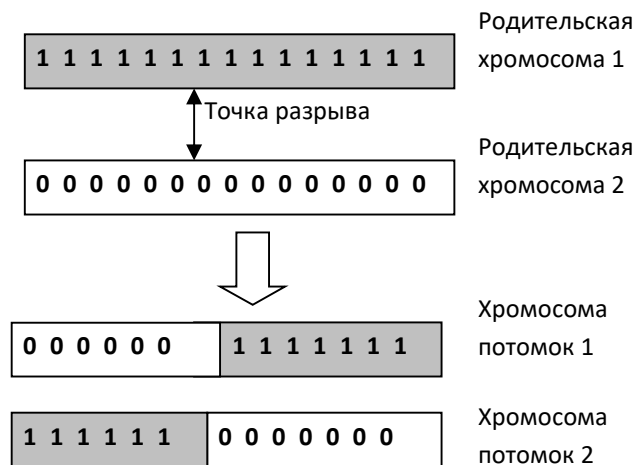 Родительская
хромосома 1
1 1 1 1 1 1 1 1 1 1 1 1 1 1 1
Точка разрыва
Родительская
хромосома 2
0 0 0 0 0 0 0 0 0 0 0 0 0 0 0
Хромосома
потомок 1
0 0 0 0 0 0 1 1 1 1 1 1 1
Хромосома
потомок 2
1 1 1 1 1 1 0 0 0 0 0 0 0